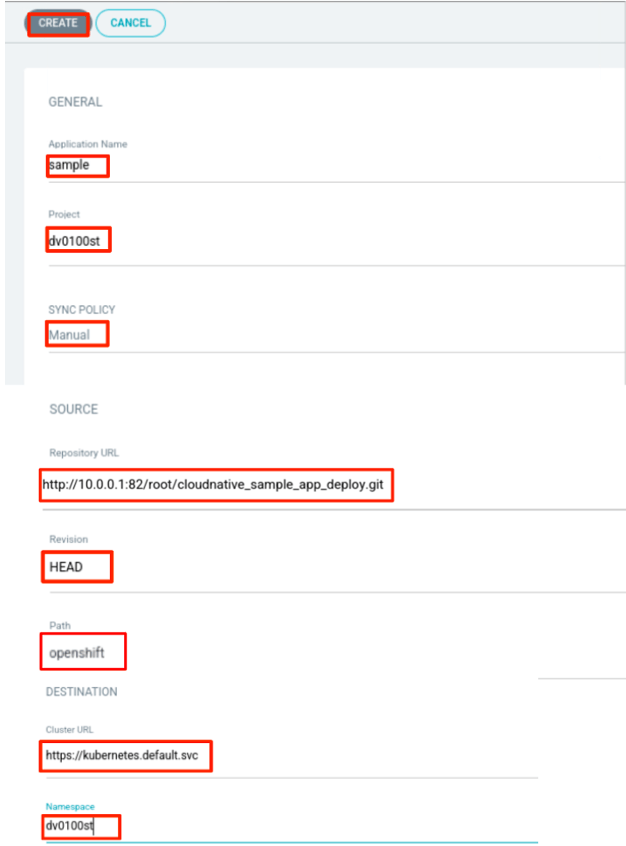 CREATE CANCEL
GENERAL
Application Name
sample
Project
dv0100st
SYNC POLICY
Manual
SOURCE
Repository URL
http://10.0.0.1:82/root/cloudnative_sample_app_deploy.git
Revision
HEAD
Path
openshift
DESTINATION
Cluster URL
https://kubernetes.default.svc
Namespace
dv0100st